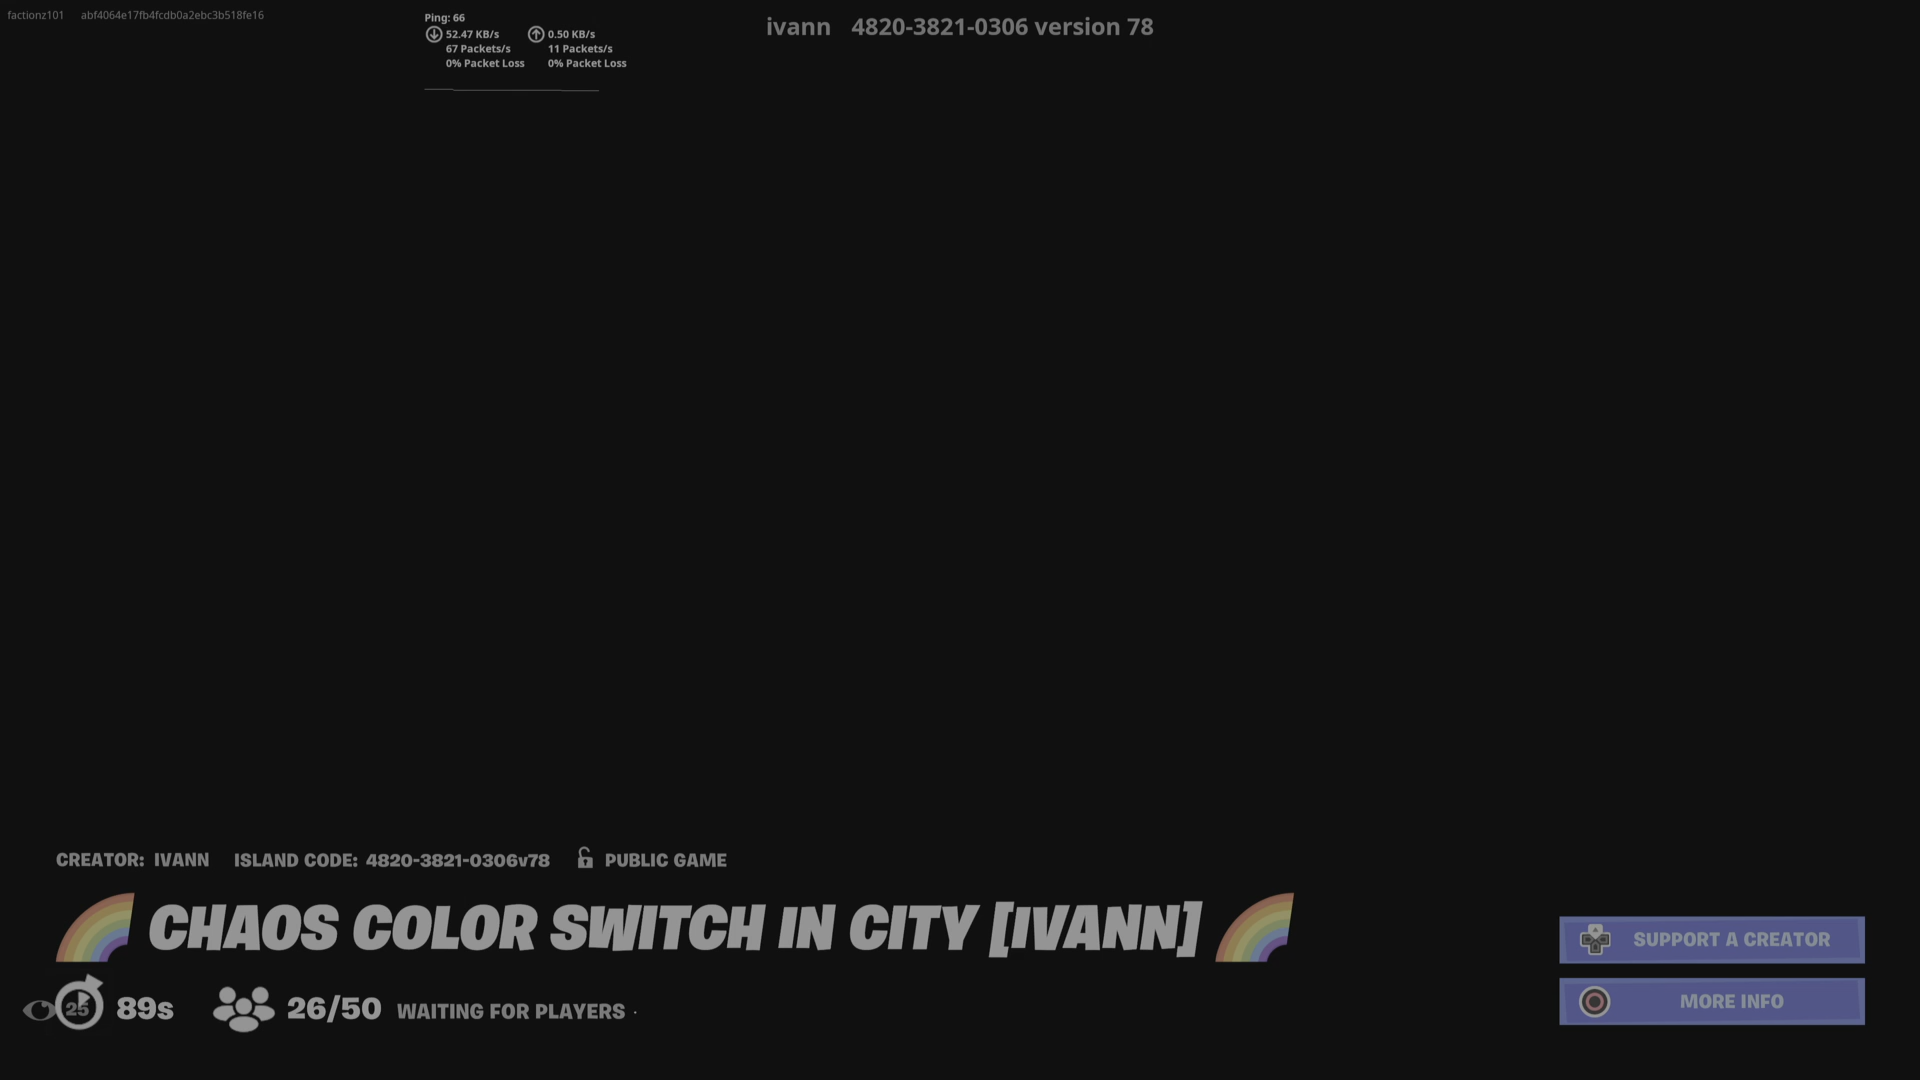 factionz101 abf4064e17fb4fcdb0a2ebc3b518fe16
Ping: 66
52.47 KB/s 0.50 KB/s
67 Packets/s 11 Packets/s
0% Packet Loss 0% Packet Loss
ivann 4820-3821-0306 version 78
CREATOR: IVANN ISLAND CODE: 4820-3821-0306v78 PUBLIC GAME
CHAOS COLOR SWITCH IN CITY [IVANN]
25 89s 26/50 WAITING FOR PLAYERS .
SUPPORT A CREATOR
MORE INFO